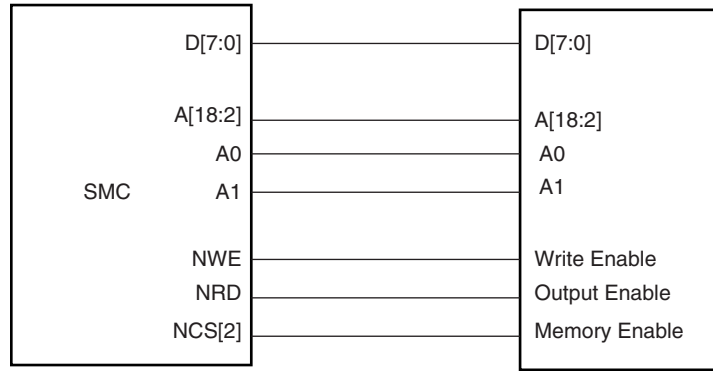 D[7:0] D[7:0]
A[18:2] A[18:2]
A0 A0
SMC A1 A1
NWE Write Enable
NRD Output Enable
NCS[2] Memory Enable